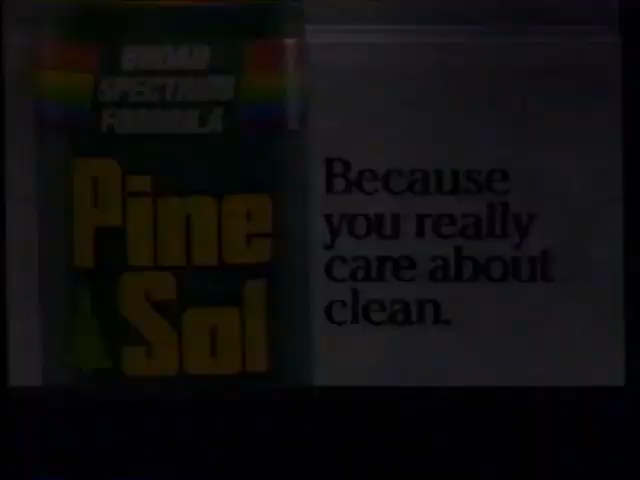 BROAD
SPECTRUM
FORMULA
Pine
Sol
Because
you really
care about
clean.